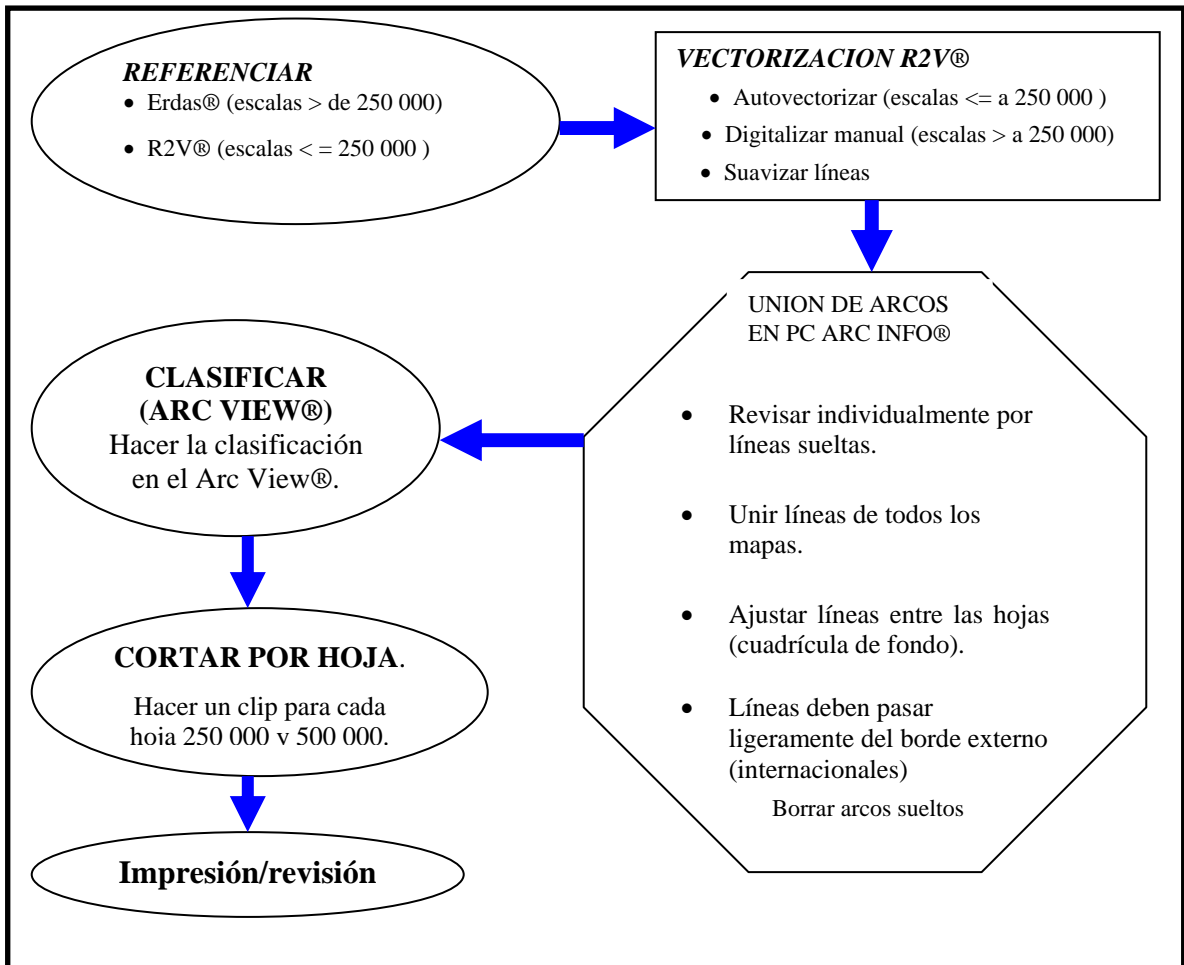 REFERENCIAR
• Erdas® (escalas > de 250 000)
• R2V® (escalas < = 250 000 )
VECTORIZACION R2V®
• Autovectorizar (escalas <= a 250 000 )
• Digitalizar manual (escalas > a 250 000)
• Suavizar líneas
UNION DE ARCOS
EN PC ARC INFO®
• Revisar individualmente por
líneas sueltas.
• Unir líneas de todos los
mapas.
• Ajustar líneas entre las hojas
(cuadrícula de fondo).
• Líneas deben pasar
ligeramente del borde externo
(internacionales)
Borrar arcos sueltos
CLASIFICAR
(ARC VIEW®)
Hacer la clasificación
en el Arc View®.
CORTAR POR HOJA.
Hacer un clip para cada
hoja 250 000 y 500 000.
Impresión/revisión